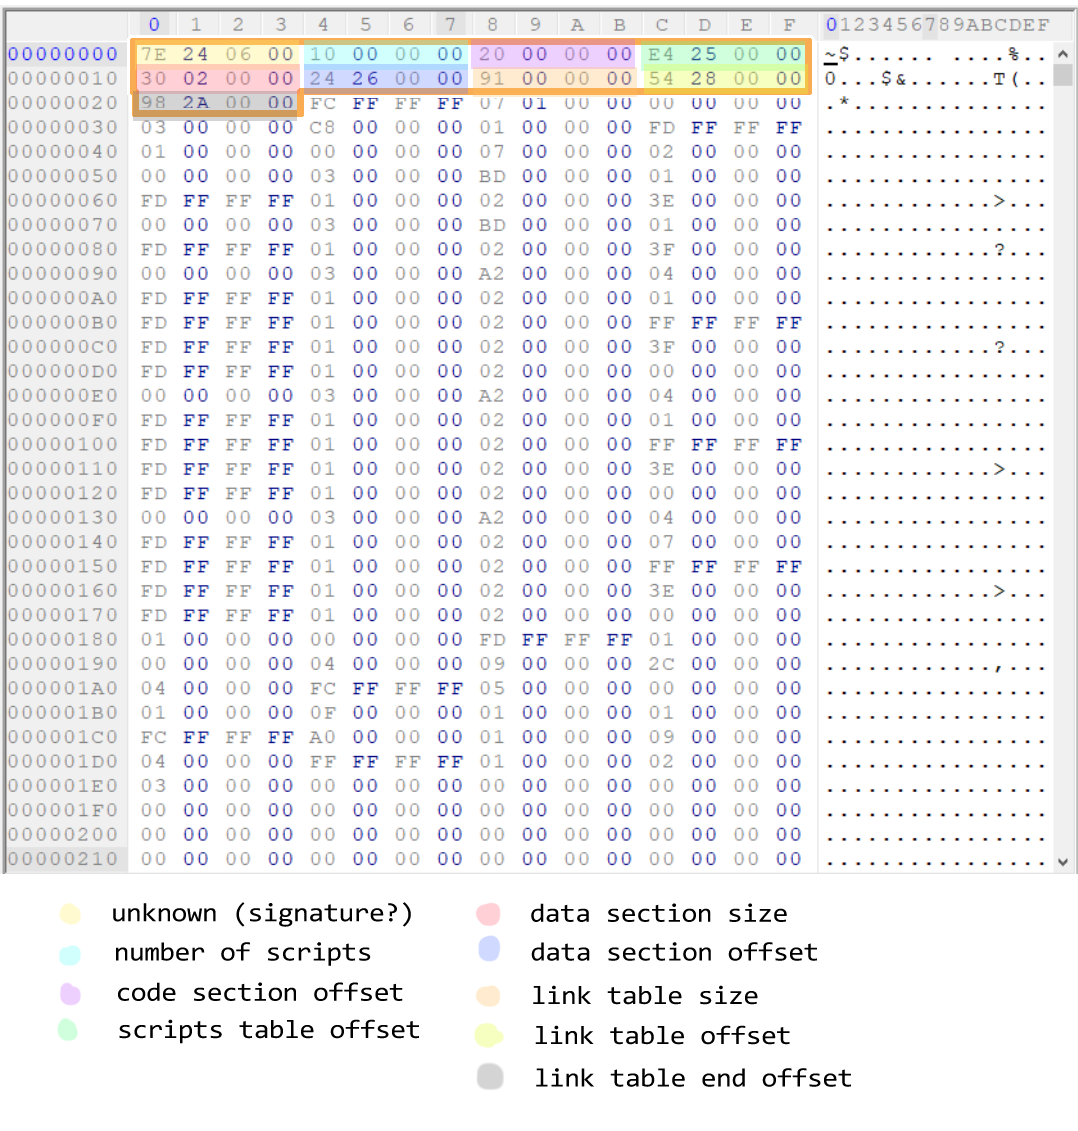 0 1 2 3 4 5 6 7 8 9 A B C D E F 0123456789ABCDEF
00000000 7E 24 06 00 10 00 00 00 20 00 00 00 E4 25 00 00 ~$...... ....%..
00000010 30 02 00 00 24 26 00 00 91 00 00 00 54 28 00 00 0...$&......T(..
00000020 98 2A 00 00 FC FF FF FF 07 01 00 00 00 00 00 00 .*..............
00000030 03 00 00 00 C8 00 00 00 01 00 00 00 FD FF FF FF ................
00000040 01 00 00 00 00 00 00 00 07 00 00 00 02 00 00 00 ................
00000050 00 00 00 00 03 00 00 00 BD 00 00 00 01 00 00 00 ................
00000060 FD FF FF FF 01 00 00 00 02 00 00 00 3E 00 00 00 ............>...
00000070 00 00 00 00 03 00 00 00 BD 00 00 00 01 00 00 00 ................
00000080 FD FF FF FF 01 00 00 00 02 00 00 00 3F 00 00 00 ............?...
00000090 00 00 00 00 03 00 00 00 A2 00 00 00 04 00 00 00 ................
000000A0 FD FF FF FF 01 00 00 00 02 00 00 00 01 00 00 00 ................
000000B0 FD FF FF FF 01 00 00 00 02 00 00 00 FF FF FF FF ................
000000C0 FD FF FF FF 01 00 00 00 02 00 00 00 3F 00 00 00 ............?...
000000D0 FD FF FF FF 01 00 00 00 02 00 00 00 00 00 00 00 ................
000000E0 00 00 00 00 03 00 00 00 A2 00 00 00 04 00 00 00 ................
000000F0 FD FF FF FF 01 00 00 00 02 00 00 00 01 00 00 00 ................
00000100 FD FF FF FF 01 00 00 00 02 00 00 00 FF FF FF FF ................
00000110 FD FF FF FF 01 00 00 00 02 00 00 00 3E 00 00 00 ............>...
00000120 FD FF FF FF 01 00 00 00 02 00 00 00 00 00 00 00 ................
00000130 00 00 00 00 03 00 00 00 A2 00 00 00 04 00 00 00 ................
00000140 FD FF FF FF 01 00 00 00 02 00 00 00 07 00 00 00 ................
00000150 FD FF FF FF 01 00 00 00 02 00 00 00 FF FF FF FF ................
00000160 FD FF FF FF 01 00 00 00 02 00 00 00 3E 00 00 00 ............>...
00000170 FD FF FF FF 01 00 00 00 02 00 00 00 00 00 00 00 ................
00000180 01 00 00 00 00 00 00 00 FD FF FF FF 01 00 00 00 ................
00000190 00 00 00 00 04 00 00 00 09 00 00 00 2C 00 00 00 ............,...
000001A0 04 00 00 00 FC FF FF FF 05 00 00 00 00 00 00 00 ................
000001B0 01 00 00 00 0F 00 00 00 01 00 00 00 01 00 00 00 ................
000001C0 FC FF FF FF A0 00 00 00 01 00 00 00 09 00 00 00 ................
000001D0 04 00 00 00 FF FF FF FF 01 00 00 00 02 00 00 00 ................
000001E0 03 00 00 00 00 00 00 00 00 00 00 00 00 00 00 00 ................
000001F0 00 00 00 00 00 00 00 00 00 00 00 00 00 00 00 00 ................
00000200 00 00 00 00 00 00 00 00 00 00 00 00 00 00 00 00 ................
00000210 00 00 00 00 00 00 00 00 00 00 00 00 00 00 00 00 ................
unknown (signature?)
number of scripts
code section offset
scripts table offset
data section size
data section offset
link table size
link table offset
link table end offset